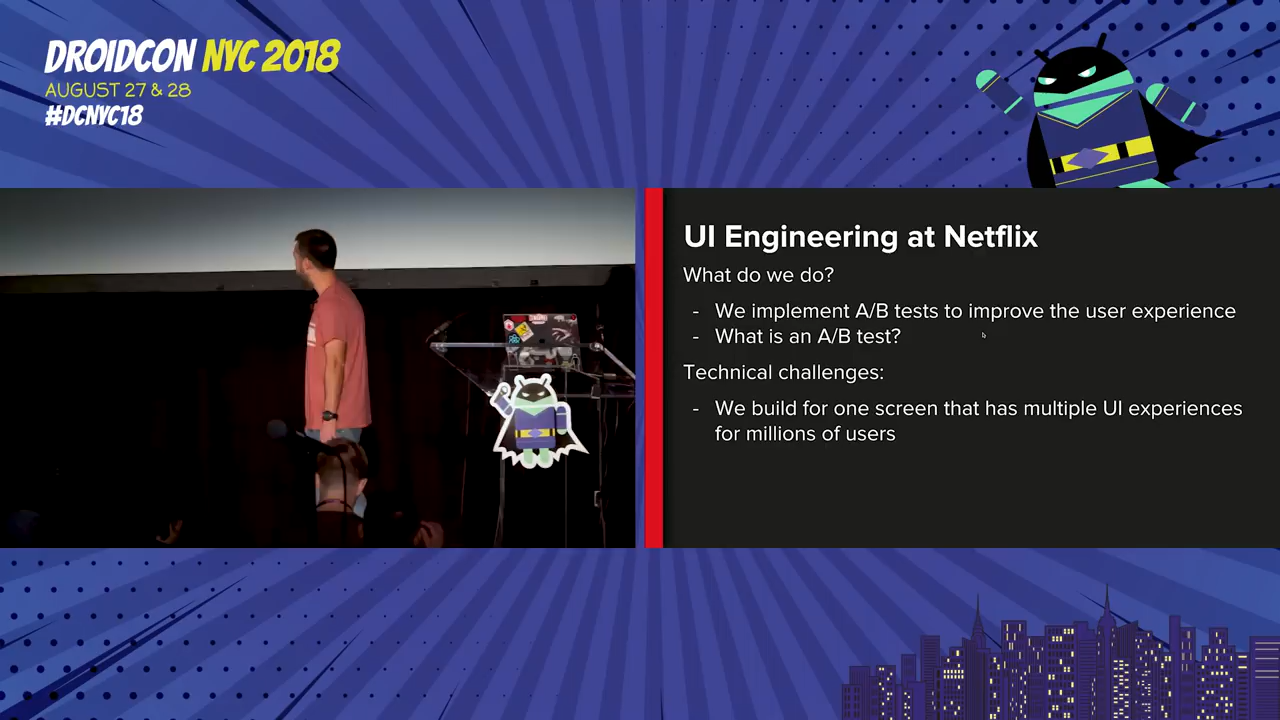 DROIDCON NYC 2018
AUGUST 27 & 28
#DCNYC18
UI Engineering at Netflix
What do we do?
- We implement A/B tests to improve the user experience
- What is an A/B test?
Technical challenges:
- We build for one screen that has multiple UI experiences
for millions of users